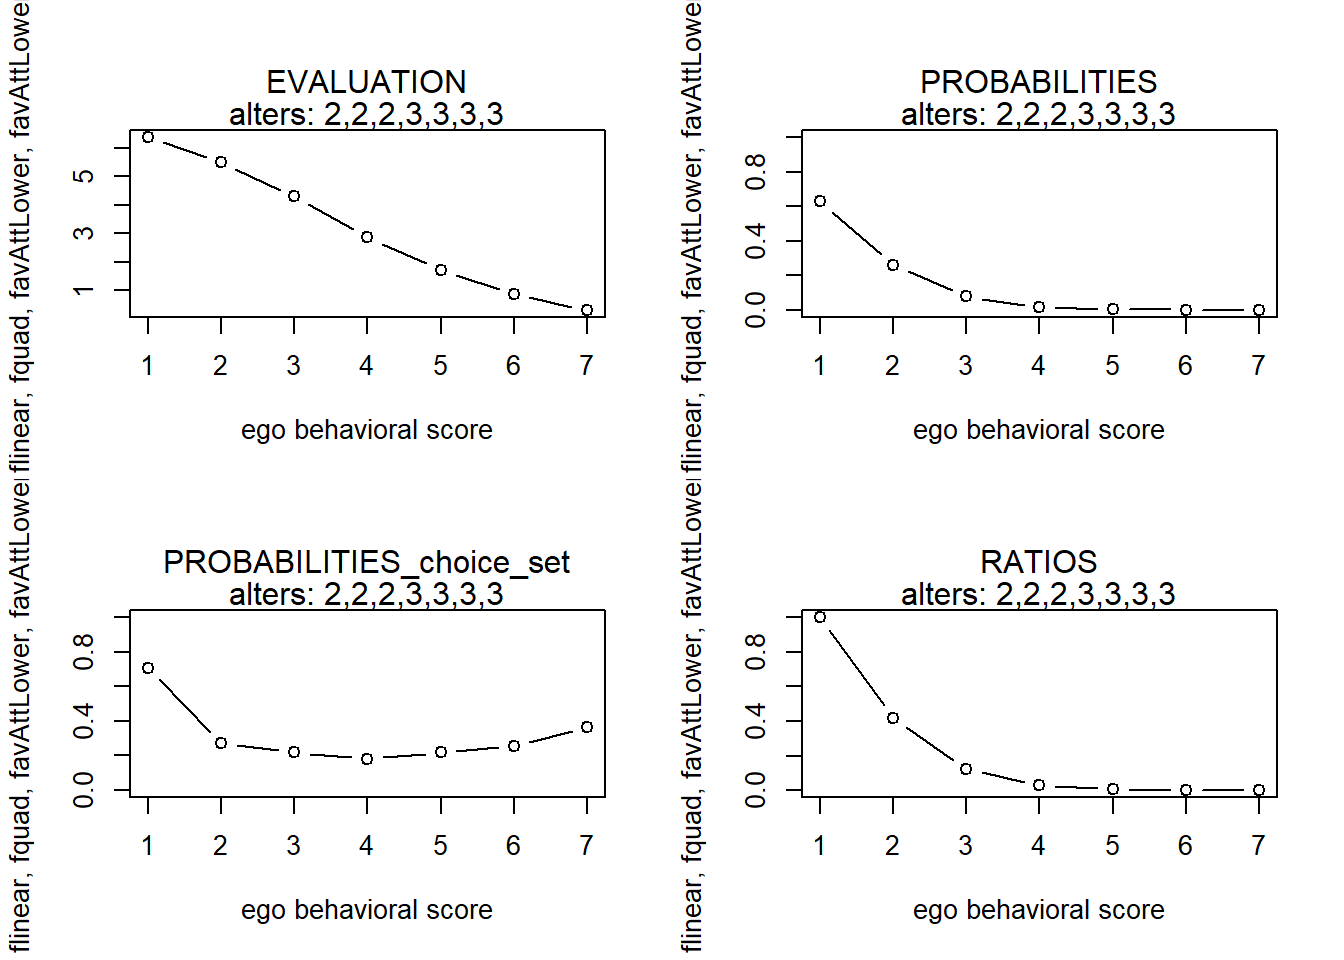 EVALUATION
alters: 2,2,2,3,3,3,3
flinear, fquad, favAttLower, favAttLowe
5
3
1
1 2 3 4 5 6 7
ego behavioral score
PROBABILITIES
alters: 2,2,2,3,3,3,3
flinear, fquad, favAttLower, favAttLowe
0.8
0.4
0.0
1 2 3 4 5 6 7
ego behavioral score
PROBABILITIES_choice_set
alters: 2,2,2,3,3,3,3
flinear, fquad, favAttLower, favAttLowe
0.8
0.4
0.0
1 2 3 4 5 6 7
ego behavioral score
RATIOS
alters: 2,2,2,3,3,3,3
flinear, fquad, favAttLower, favAttLowe
0.8
0.4
0.0
1 2 3 4 5 6 7
ego behavioral score